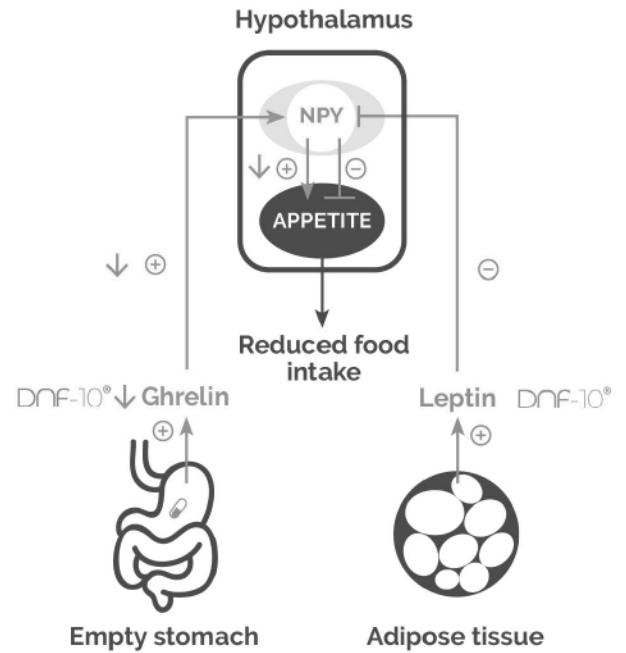 Hypothalamus
NPY
↓ ⊕ ⊖
APPETITE
↓ ⊕
⊖
Reduced food
intake
DNF-10® ↓ Ghrelin
Leptin DNF-10®
⊕
⊕
Empty stomach
Adipose tissue